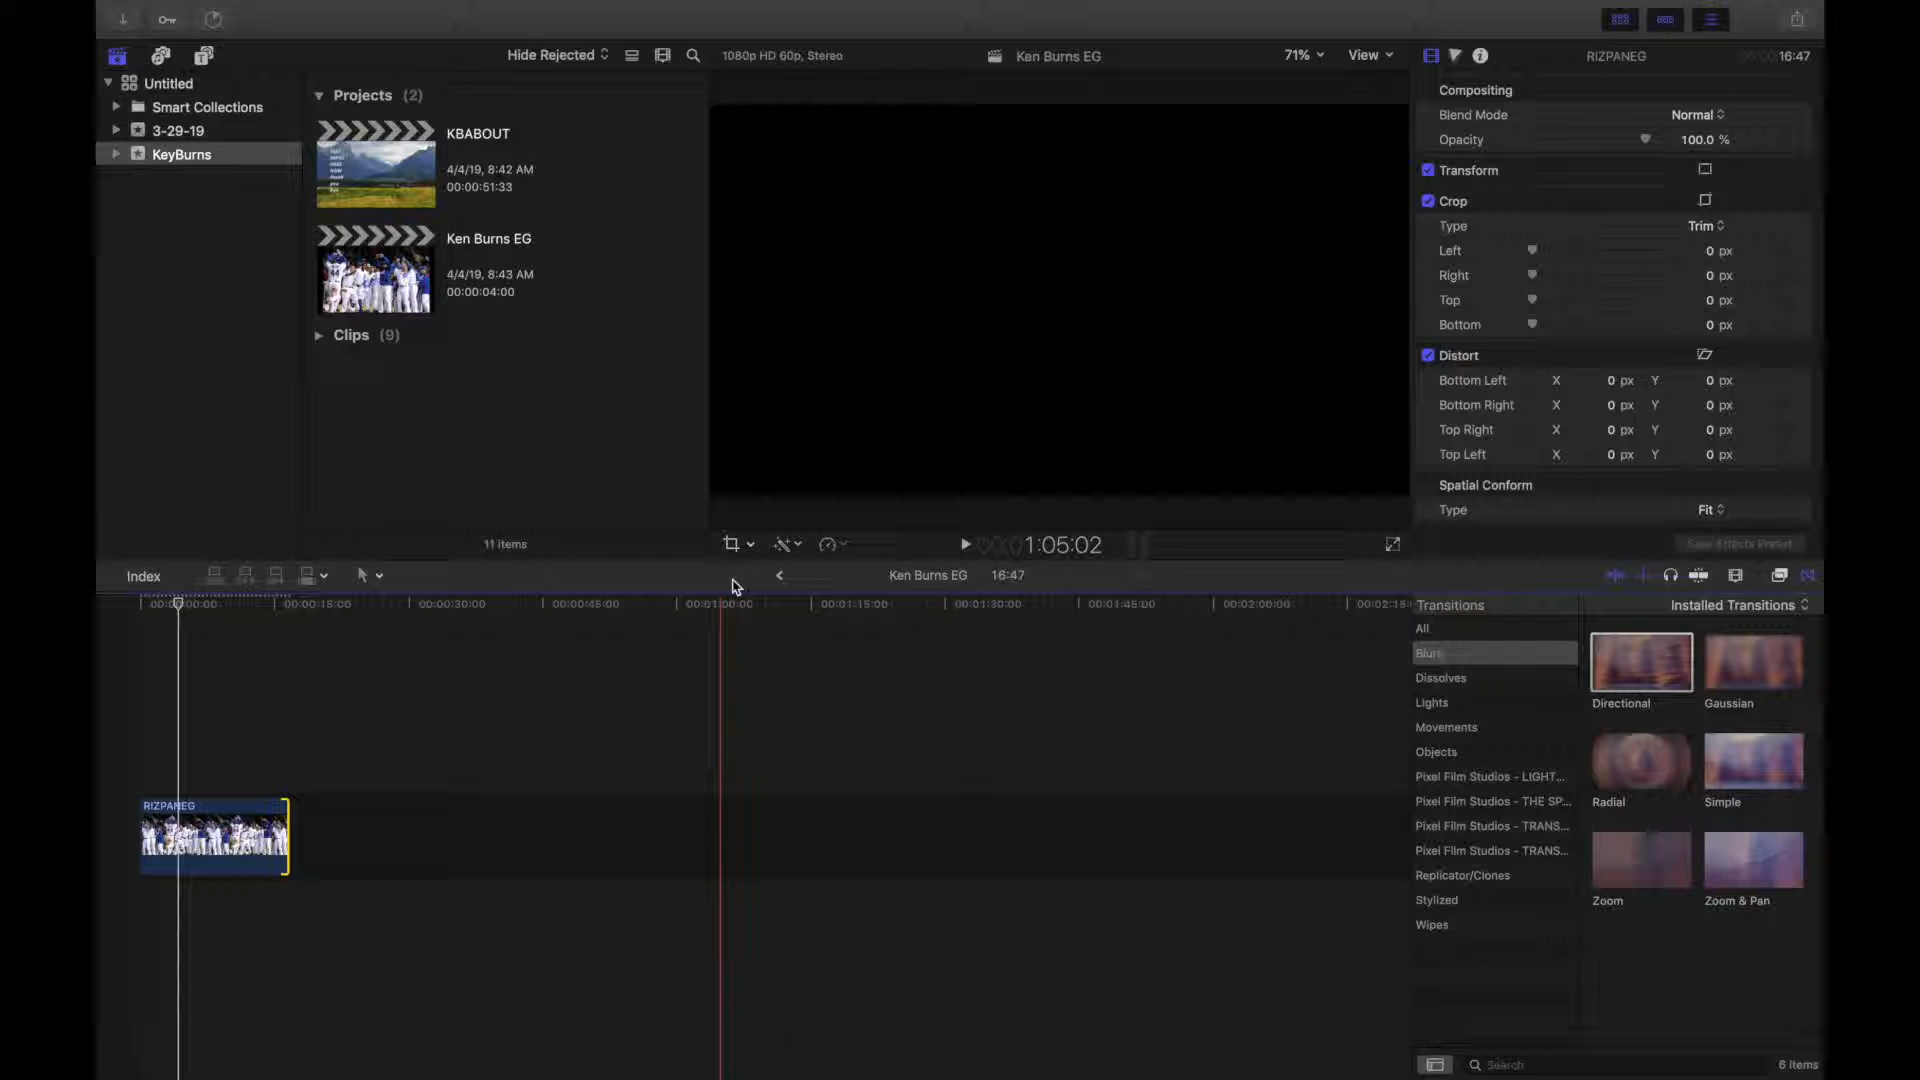 Hide Rejected
1080p HD 60p, Stereo
Ken Burns EG
71%
View
RIZPANEG
16:47
Untitled
Smart Collections
3-29-19
KeyBurns
Projects (2)
KBABOUT
4/4/19, 8:42 AM
00:00:51:33
Ken Burns EG
4/4/19, 8:43 AM
00:00:04:00
Clips (9)
11 items
Compositing
Blend Mode Normal
Opacity 100.0 %
Transform
Crop
Type Trim
Left 0 px
Right 0 px
Top 0 px
Bottom 0 px
Distort
Bottom Left X 0 px Y 0 px
Bottom Right X 0 px Y 0 px
Top Right X 0 px Y 0 px
Top Left X 0 px Y 0 px
Spatial Conform
Type Fit
Save Effects Preset
1:05:02
Index
Ken Burns EG 16:47
00:00:15:00 00:00:30:00 00:00:45:00 00:01:00:00 00:01:15:00 00:01:30:00 00:01:45:00 00:02:00:00
RIZPANEG
Transitions
Installed Transitions
All
Blurs
Dissolves
Lights
Movements
Objects
Pixel Film Studios - LIGHT...
Pixel Film Studios - THE SP...
Pixel Film Studios - TRANS...
Pixel Film Studios - TRANS...
Replicator/Clones
Stylized
Wipes
Directional
Gaussian
Radial
Simple
Zoom
Zoom & Pan
Search
6 items